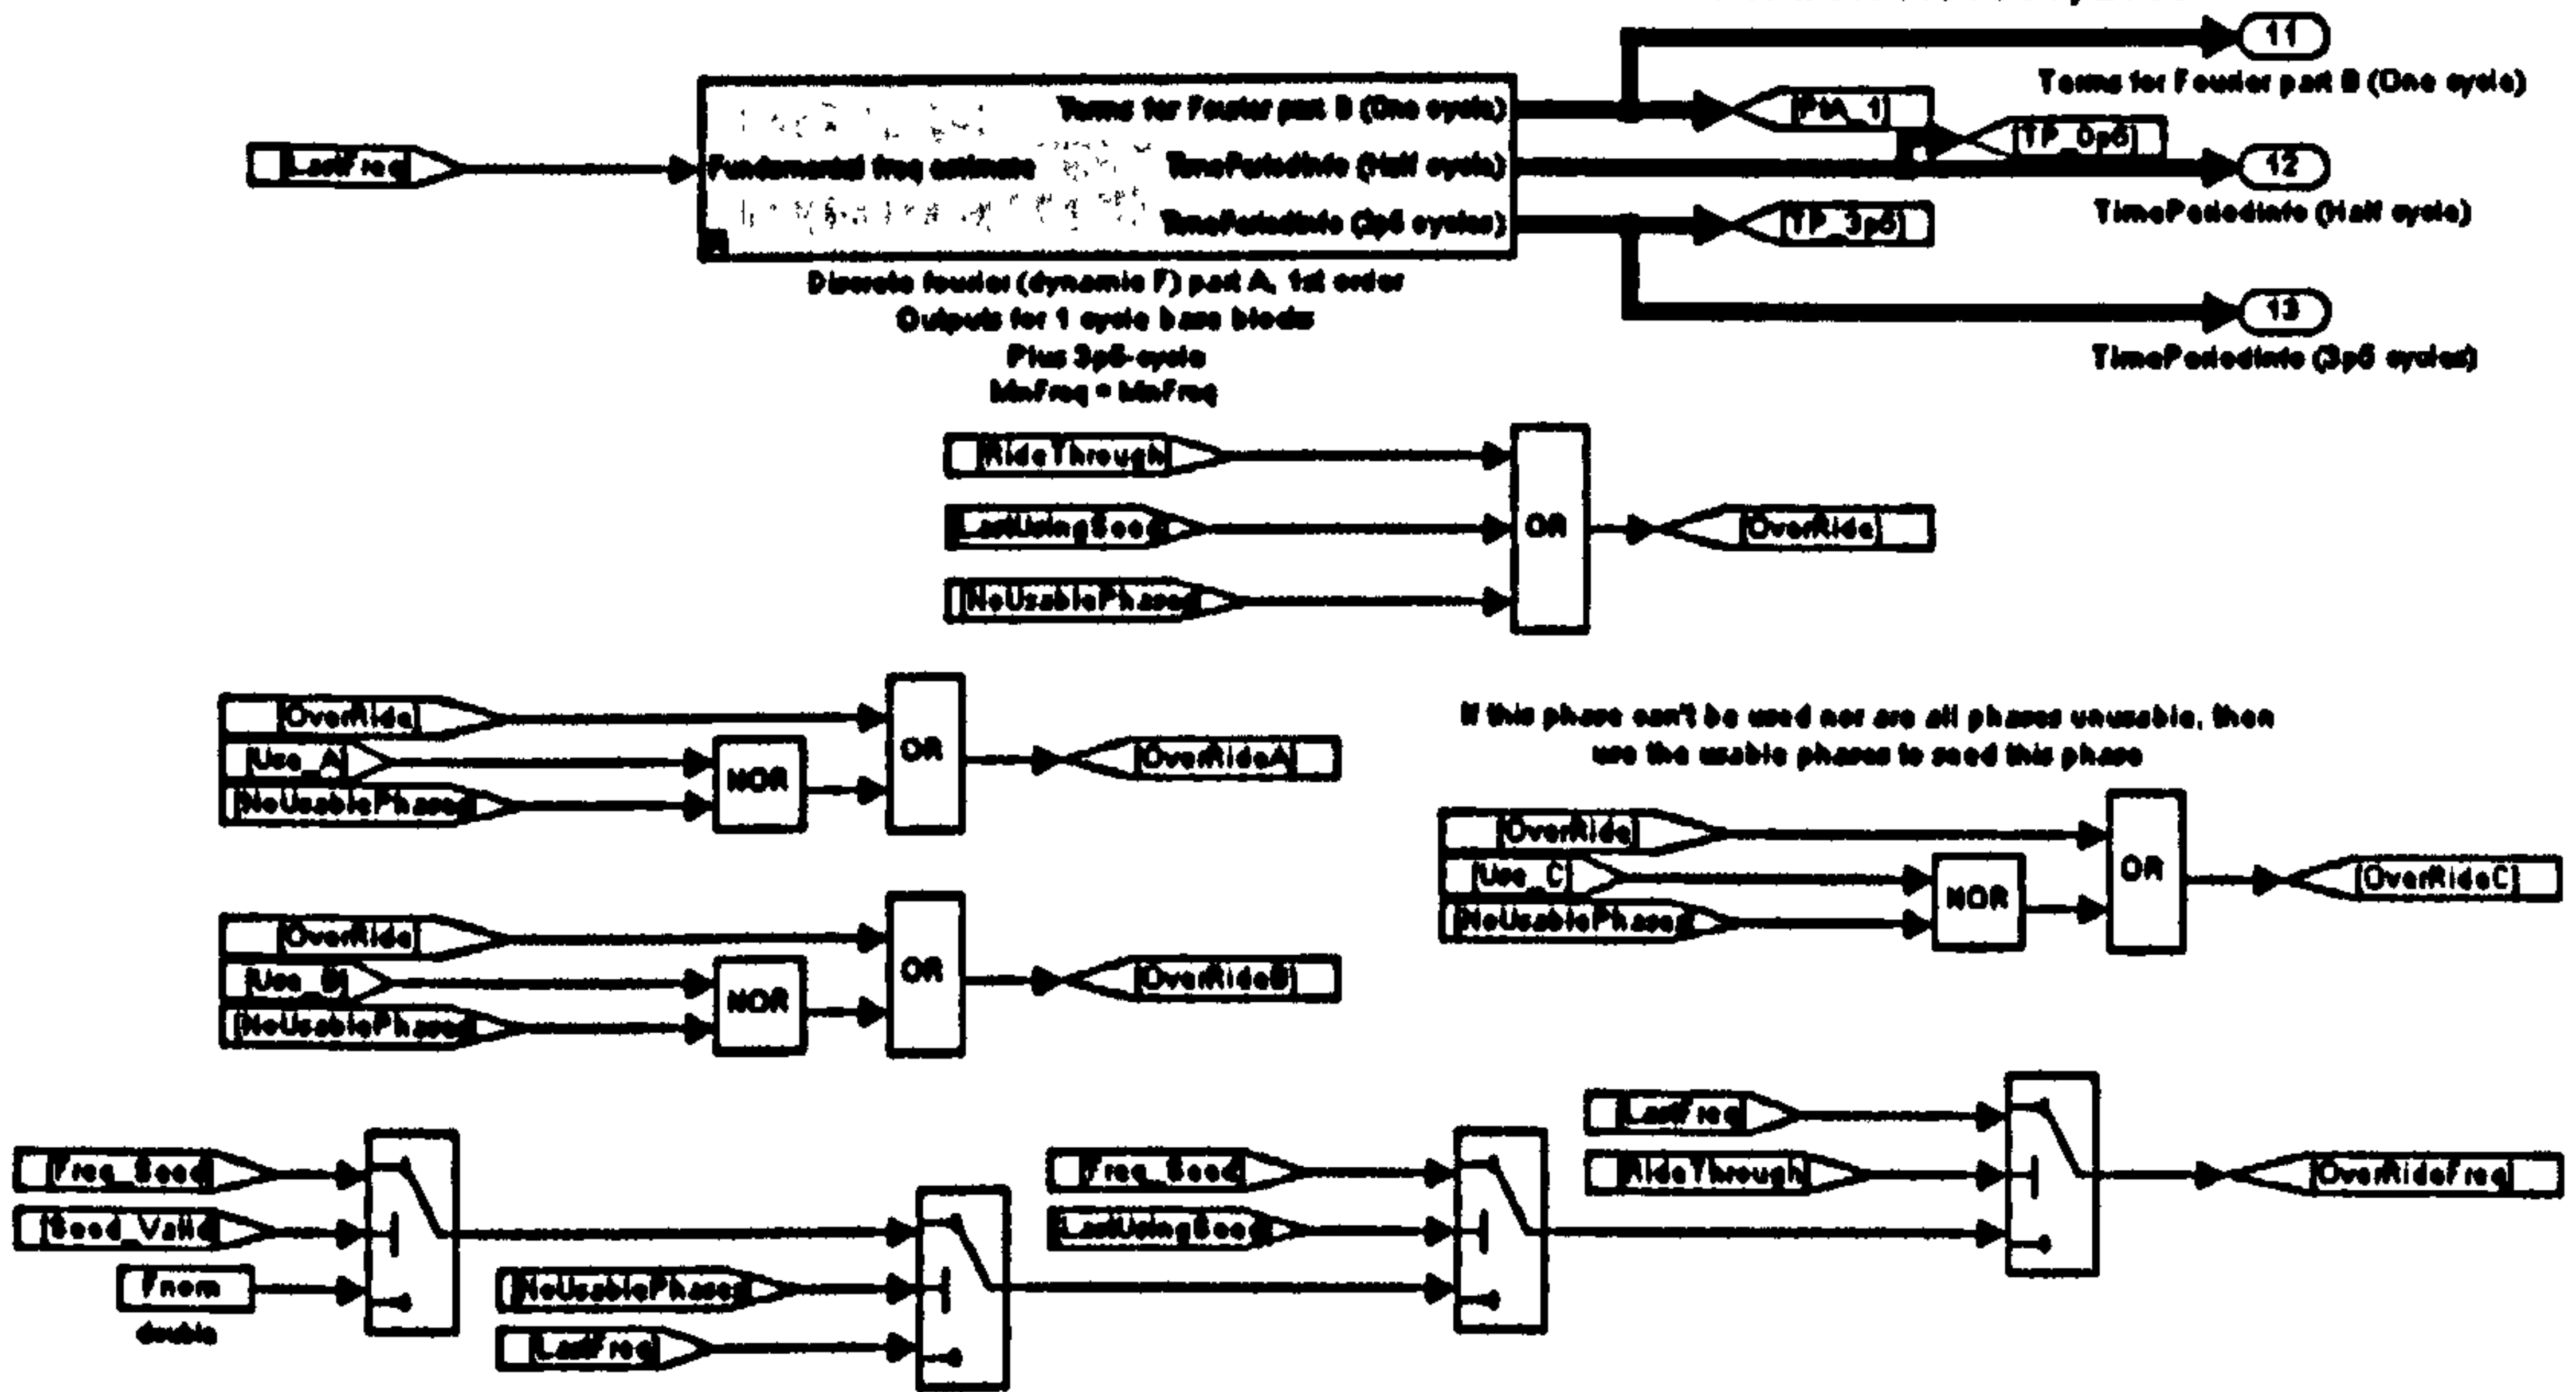 11
Terms for Fourier part B (One cycle)
[LastFreq]
Fundamental freq estimate
Terms for Fourier part B (One cycle)
TimePeriodInfo (Half cycle)
TimePeriodInfo (3p5 cycles)
[PtA_1]
[TP_0p5]
12
TimePeriodInfo (Half cycle)
[TP_3p5]
13
TimePeriodInfo (3p5 cycles)
Discrete fourier (dynamic F) part A, 1st order
Outputs for 1 cycle base blocks
Plus 3p5-cycle
MinFreq = MinFreq
[RideThrough]
[LastUsingSeed]
[NoUsablePhases
OR
[OverRide]
[OverRide]
[Use_A]
[NoUsablePhases
NOR
OR
[OverRideA]
If this phase can't be used nor are all phases unusable, then
use the usable phases to seed this phase
[OverRide]
[Use_C]
[NoUsablePhases
NOR
OR
[OverRideC]
[OverRide]
[Use_B]
[NoUsablePhases
NOR
OR
[OverRideB]
[Freq_Seed]
[Seed_Valid]
Fnom
double
[NoUsablePhases
[LastFreq]
[Freq_Seed]
[LastUsingSeed]
[LastFreq]
[RideThrough]
[OverRideFreq]